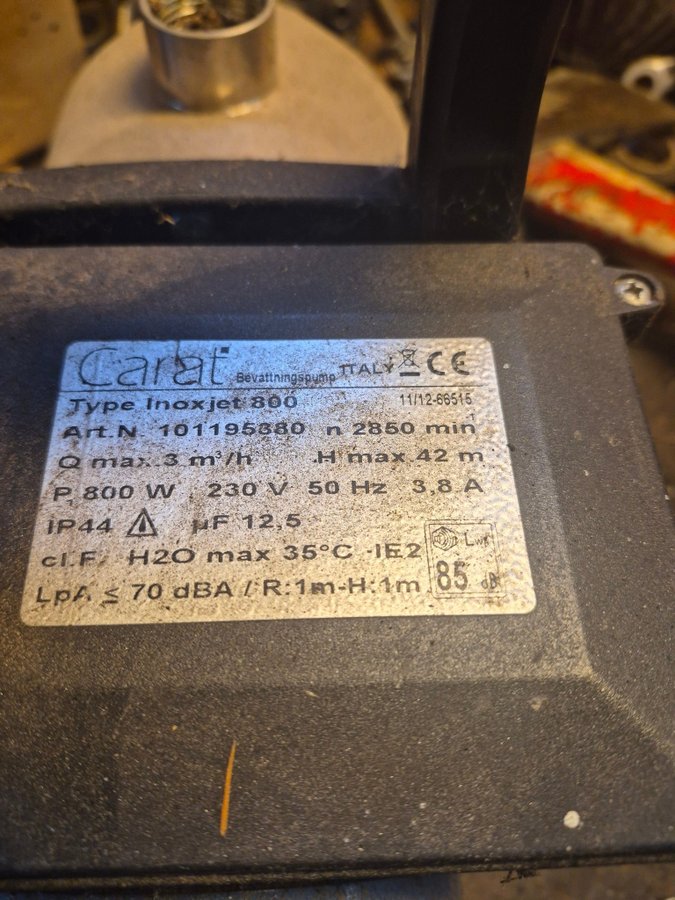 Carat Bevattningspump ITALY CE
Type Inoxjet 800 11/12-66515
Art.N 101195380 n 2850 min-1
Q max. 3 m³/h H max 42 m
P 800 W 230 V 50 Hz 3,8 A
IP44 µF 12,5
cl.F H2O max 35°C -IE2
LpA ≤ 70 dBA / R:1m-H:1m
85 dB